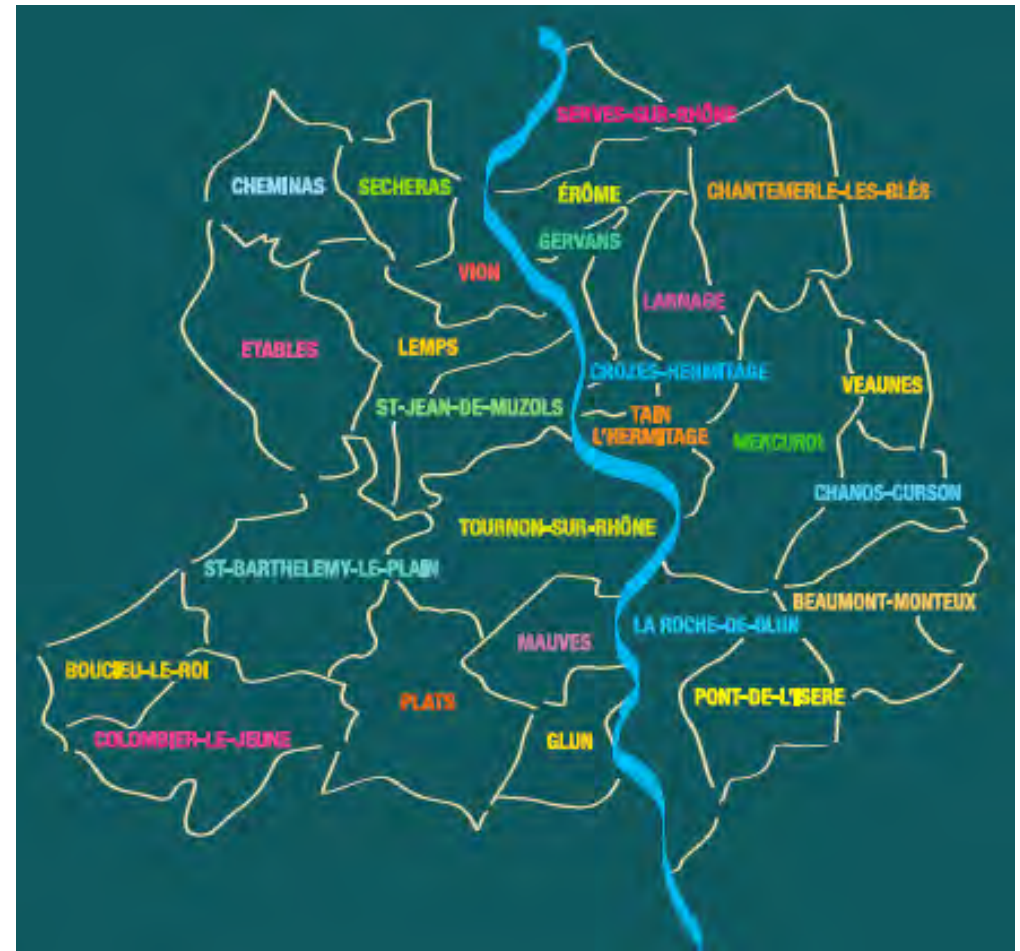 SERVES-SUR-RHÔNE
CHEMINAS
SECHERAS
ÉRÔME
CHANTEMERLE-LES-BLÉS
GERVANS
VION
LARNAGE
ETABLES
LEMPS
CROZES-HERMITAGE
VEAUNES
ST-JEAN-DE-MUZOLS
TAIN
L'HERMITAGE
MERCUROL
CHANOS-CURSON
TOURNON-SUR-RHÔNE
ST-BARTHELEMY-LE-PLAIN
BEAUMONT-MONTEUX
LA ROCHE-DE-GLUN
MAUVES
BOUCIEU-LE-ROI
PLATS
PONT-DE-L'ISERE
COLOMBIER-LE-JEUNE
GLUN